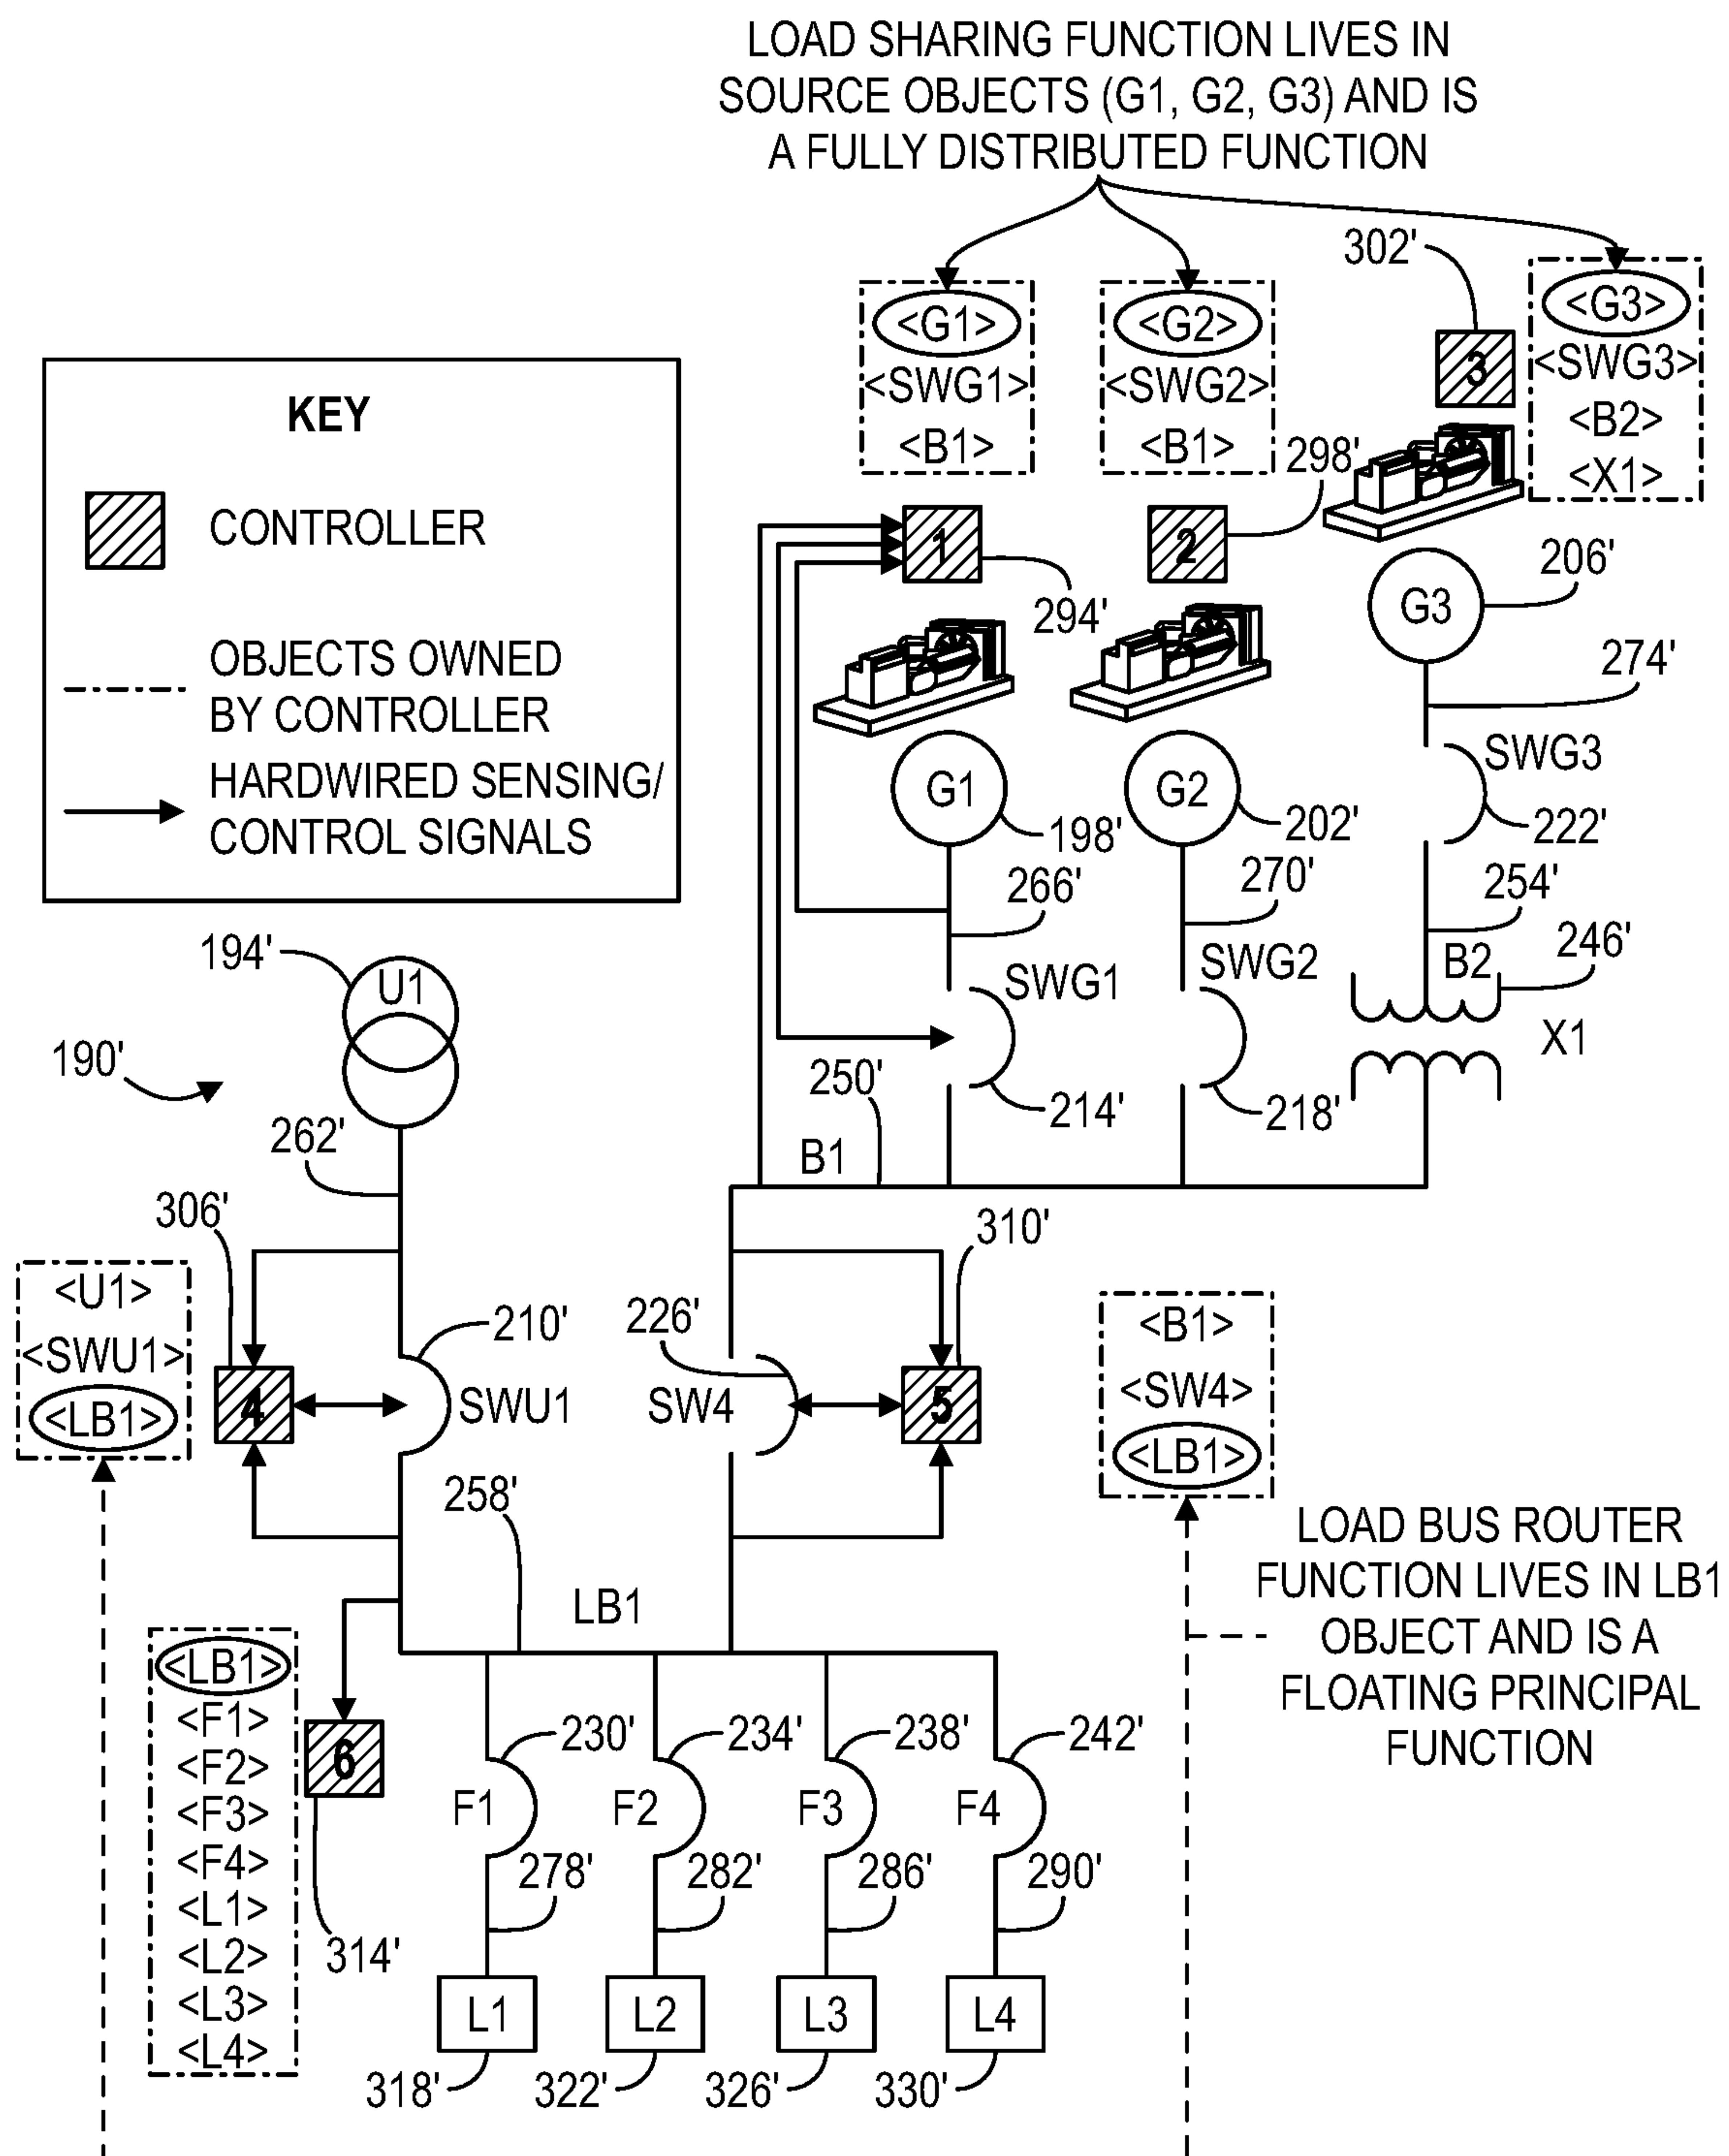 LOAD SHARING FUNCTION LIVES IN
SOURCE OBJECTS (G1, G2, G3) AND IS
A FULLY DISTRIBUTED FUNCTION
302'
<G1>
<SWG1>
<B1>
<G2>
<SWG2>
<B1>
<G3>
<SWG3>
<B2>
<X1>
3
KEY
CONTROLLER
OBJECTS OWNED
BY CONTROLLER
HARDWIRED SENSING/
CONTROL SIGNALS
298'
1
2
294'
G3
206'
274'
G1
198'
G2
202'
SWG3
222'
266'
270'
254'
194'
U1
SWG1
SWG2
B2
246'
X1
190'
250'
214'
218'
262'
B1
306'
310'
<U1>
<SWU1>
<LB1>
210'
226'
4
SWU1
SW4
5
<B1>
<SW4>
<LB1>
258'
LOAD BUS ROUTER
FUNCTION LIVES IN LB1
OBJECT AND IS A
FLOATING PRINCIPAL
FUNCTION
LB1
<LB1>
<F1>
<F2>
<F3>
<F4>
<L1>
<L2>
<L3>
<L4>
6
314'
230'
234'
238'
242'
F1
F2
F3
F4
278'
282'
286'
290'
L1
L2
L3
L4
318'
322'
326'
330'